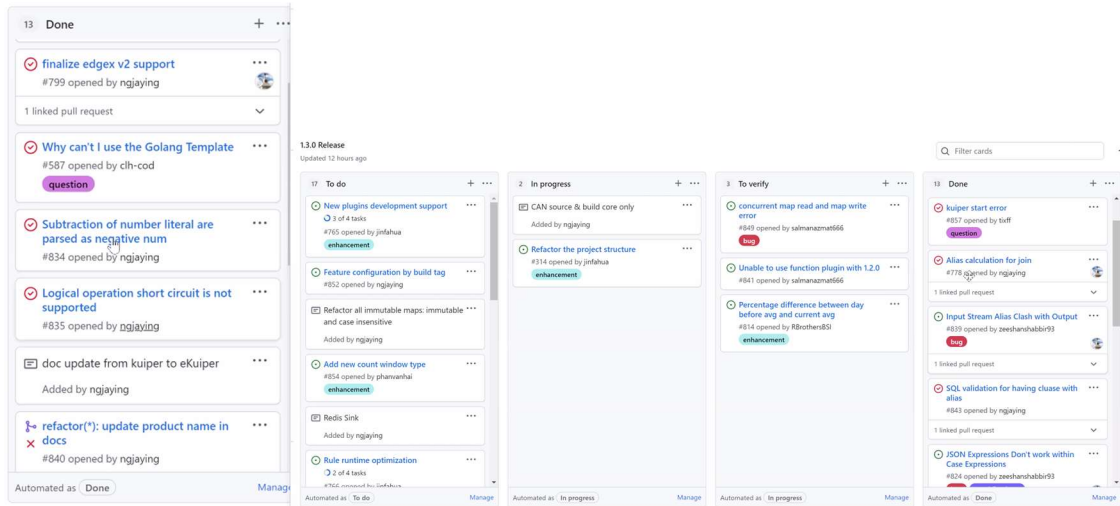 13 Done
finalize edgex v2 support
#799 opened by ngjaying
1 linked pull request
Why can't I use the Golang Template
#587 opened by clh-cod
question
Subtraction of number literal are
parsed as negative num
#834 opened by ngjaying
Logical operation short circuit is not
supported
#835 opened by ngjaying
doc update from kuiper to eKuiper
Added by ngjaying
refactor(*): update product name in
docs
#840 opened by ngjaying
Automated as Done Manage
1.3.0 Release
Updated 12 hours ago
Filter cards
17 To do
New plugins development support
3 of 4 tasks
#765 opened by jinfahua
enhancement
Feature configuration by build tag
#852 opened by ngjaying
Refactor all immutable maps: immutable
and case insensitive
Added by ngjaying
Add new count window type
#854 opened by phanvanhai
enhancement
Redis Sink
Added by ngjaying
Rule runtime optimization
2 of 4 tasks
#766 opened by jinfahua
Automated as To do Manage
2 In progress
CAN source & build core only
Added by ngjaying
Refactor the project structure
#314 opened by jinfahua
enhancement
Automated as In progress Manage
3 To verify
concurrent map read and map write
error
#849 opened by salmanazmat666
bug
Unable to use function plugin with 1.2.0
#841 opened by salmanazmat666
Percentage difference between day
before avg and current avg
#814 opened by RBrothersBSI
enhancement
Automated as In progress Manage
13 Done
kuiper start error
#857 opened by tixff
question
Alias calculation for join
#778 opened by ngjaying
1 linked pull request
Input Stream Alias Clash with Output
#839 opened by zeeshanshabbir93
bug
1 linked pull request
SQL validation for having cluase with
alias
#843 opened by ngjaying
1 linked pull request
JSON Expressions Don't work within
Case Expressions
#824 opened by zeshanshabbir93
Automated as Done Manage